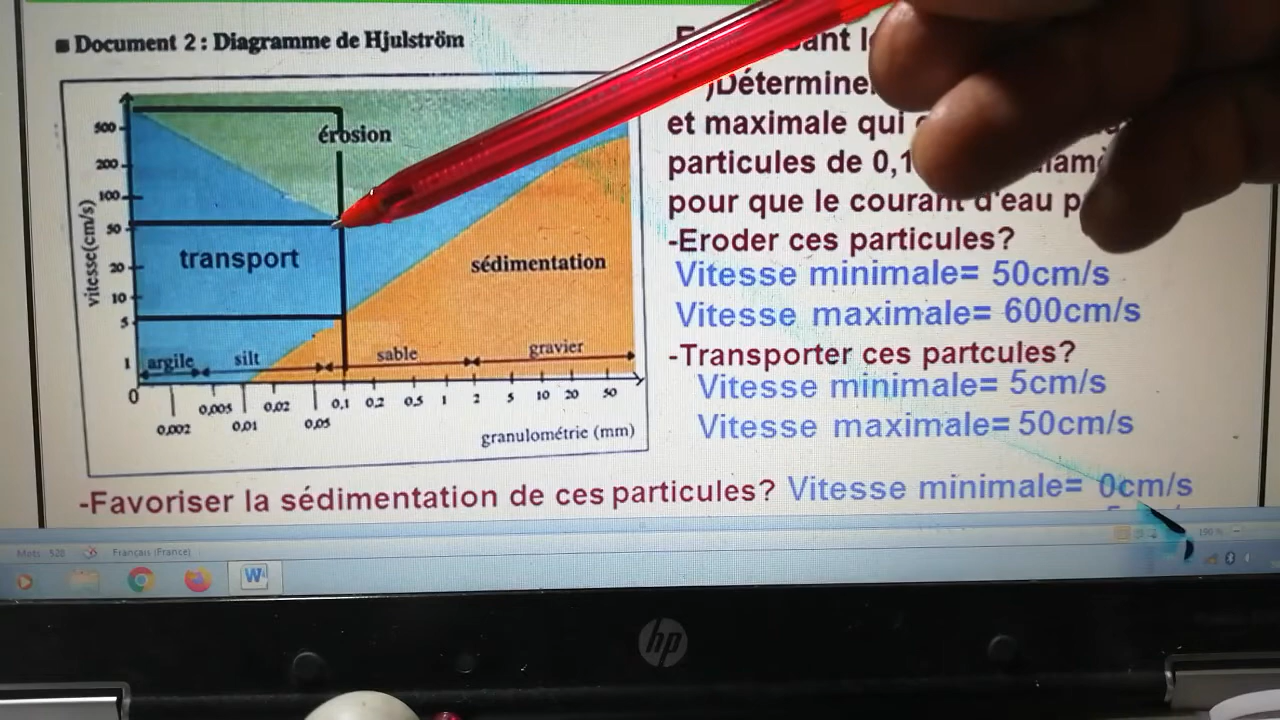 ■ Document 2 : Diagramme de Hjulström
érosion
500
200
100
50
20
10
5
1
vitesse(cm/s)
transport
sédimentation
argile
silt
sable
gravier
0
0,002
0,005
0,01
0,02
0,05
0,1
0,2
0,5
1
2
5
10
20
50
granulométrie (mm)
)Détermine
et maximale qui
particules de 0,1
pour que le courant d'eau p
-Eroder ces particules?
Vitesse minimale= 50cm/s
Vitesse maximale= 600cm/s
-Transporter ces partcules?
Vitesse minimale= 5cm/s
Vitesse maximale= 50cm/s
-Favoriser la sédimentation de ces particules? Vitesse minimale= 0cm/s
Mots : 528 Français (France)
190 %
W
hp